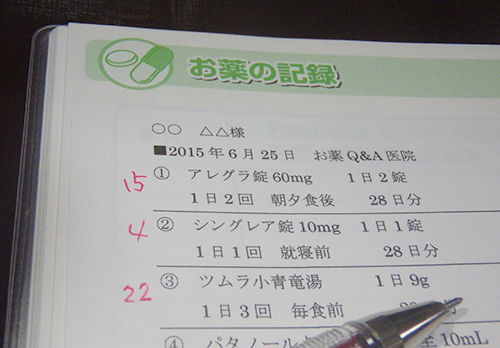 お薬の記録
○○ △△様
■2015年6月25日 お薬Q&A医院
15 ① アレグラ錠60mg 1日2錠
1日2回 朝夕食後 28日分
4 ② シングレア錠10mg 1日1錠
1日1回 就寝前 28日分
22 ③ ツムラ小青竜湯 1日9g
1日3回 毎食前
④ パタノール 10mL